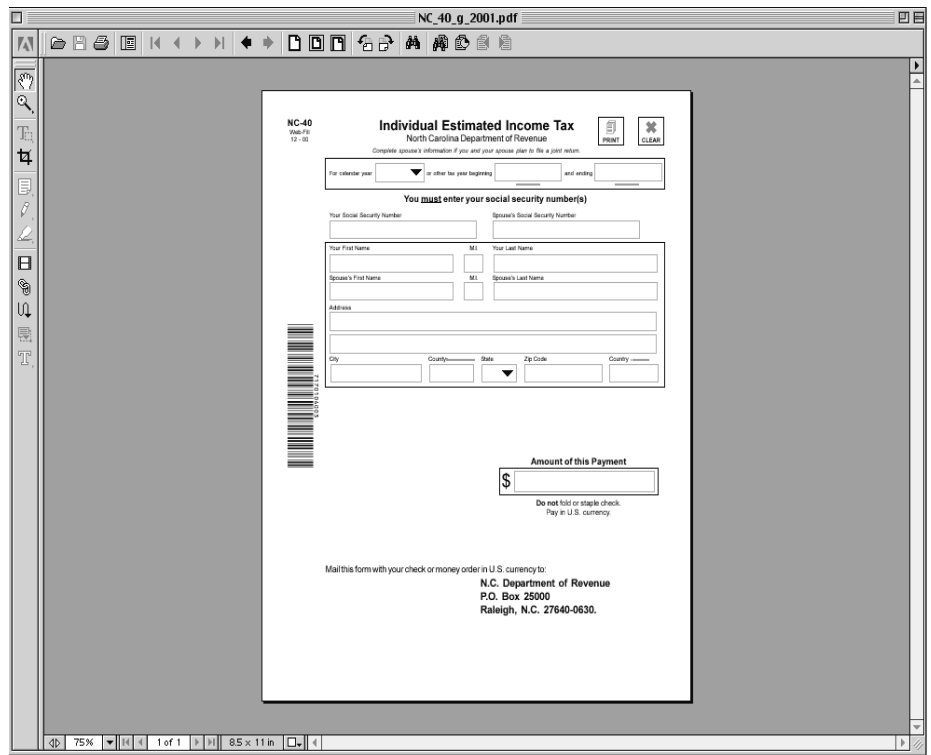 NC_40_g_2001.pdf
NC-40
Web-Fill
12 - 00
Individual Estimated Income Tax
North Carolina Department of Revenue
Complete spouse's information if you and your spouse plan to file a joint return.
PRINT
CLEAR
For calendar year
or other tax year beginning
and ending
You must enter your social security number(s)
Your Social Security Number
Spouse's Social Security Number
Your First Name
M.I.
Your Last Name
Spouse's First Name
M.I.
Spouse's Last Name
Address
City
County
State
Zip Code
Country
7170104005
Amount of this Payment
$
Do not fold or staple check.
Pay in U.S. currency.
Mail this form with your check or money order in U.S. currency to:
N.C. Department of Revenue
P.O. Box 25000
Raleigh, N.C. 27640-0630.
75%
1 of 1
8.5 x 11 in